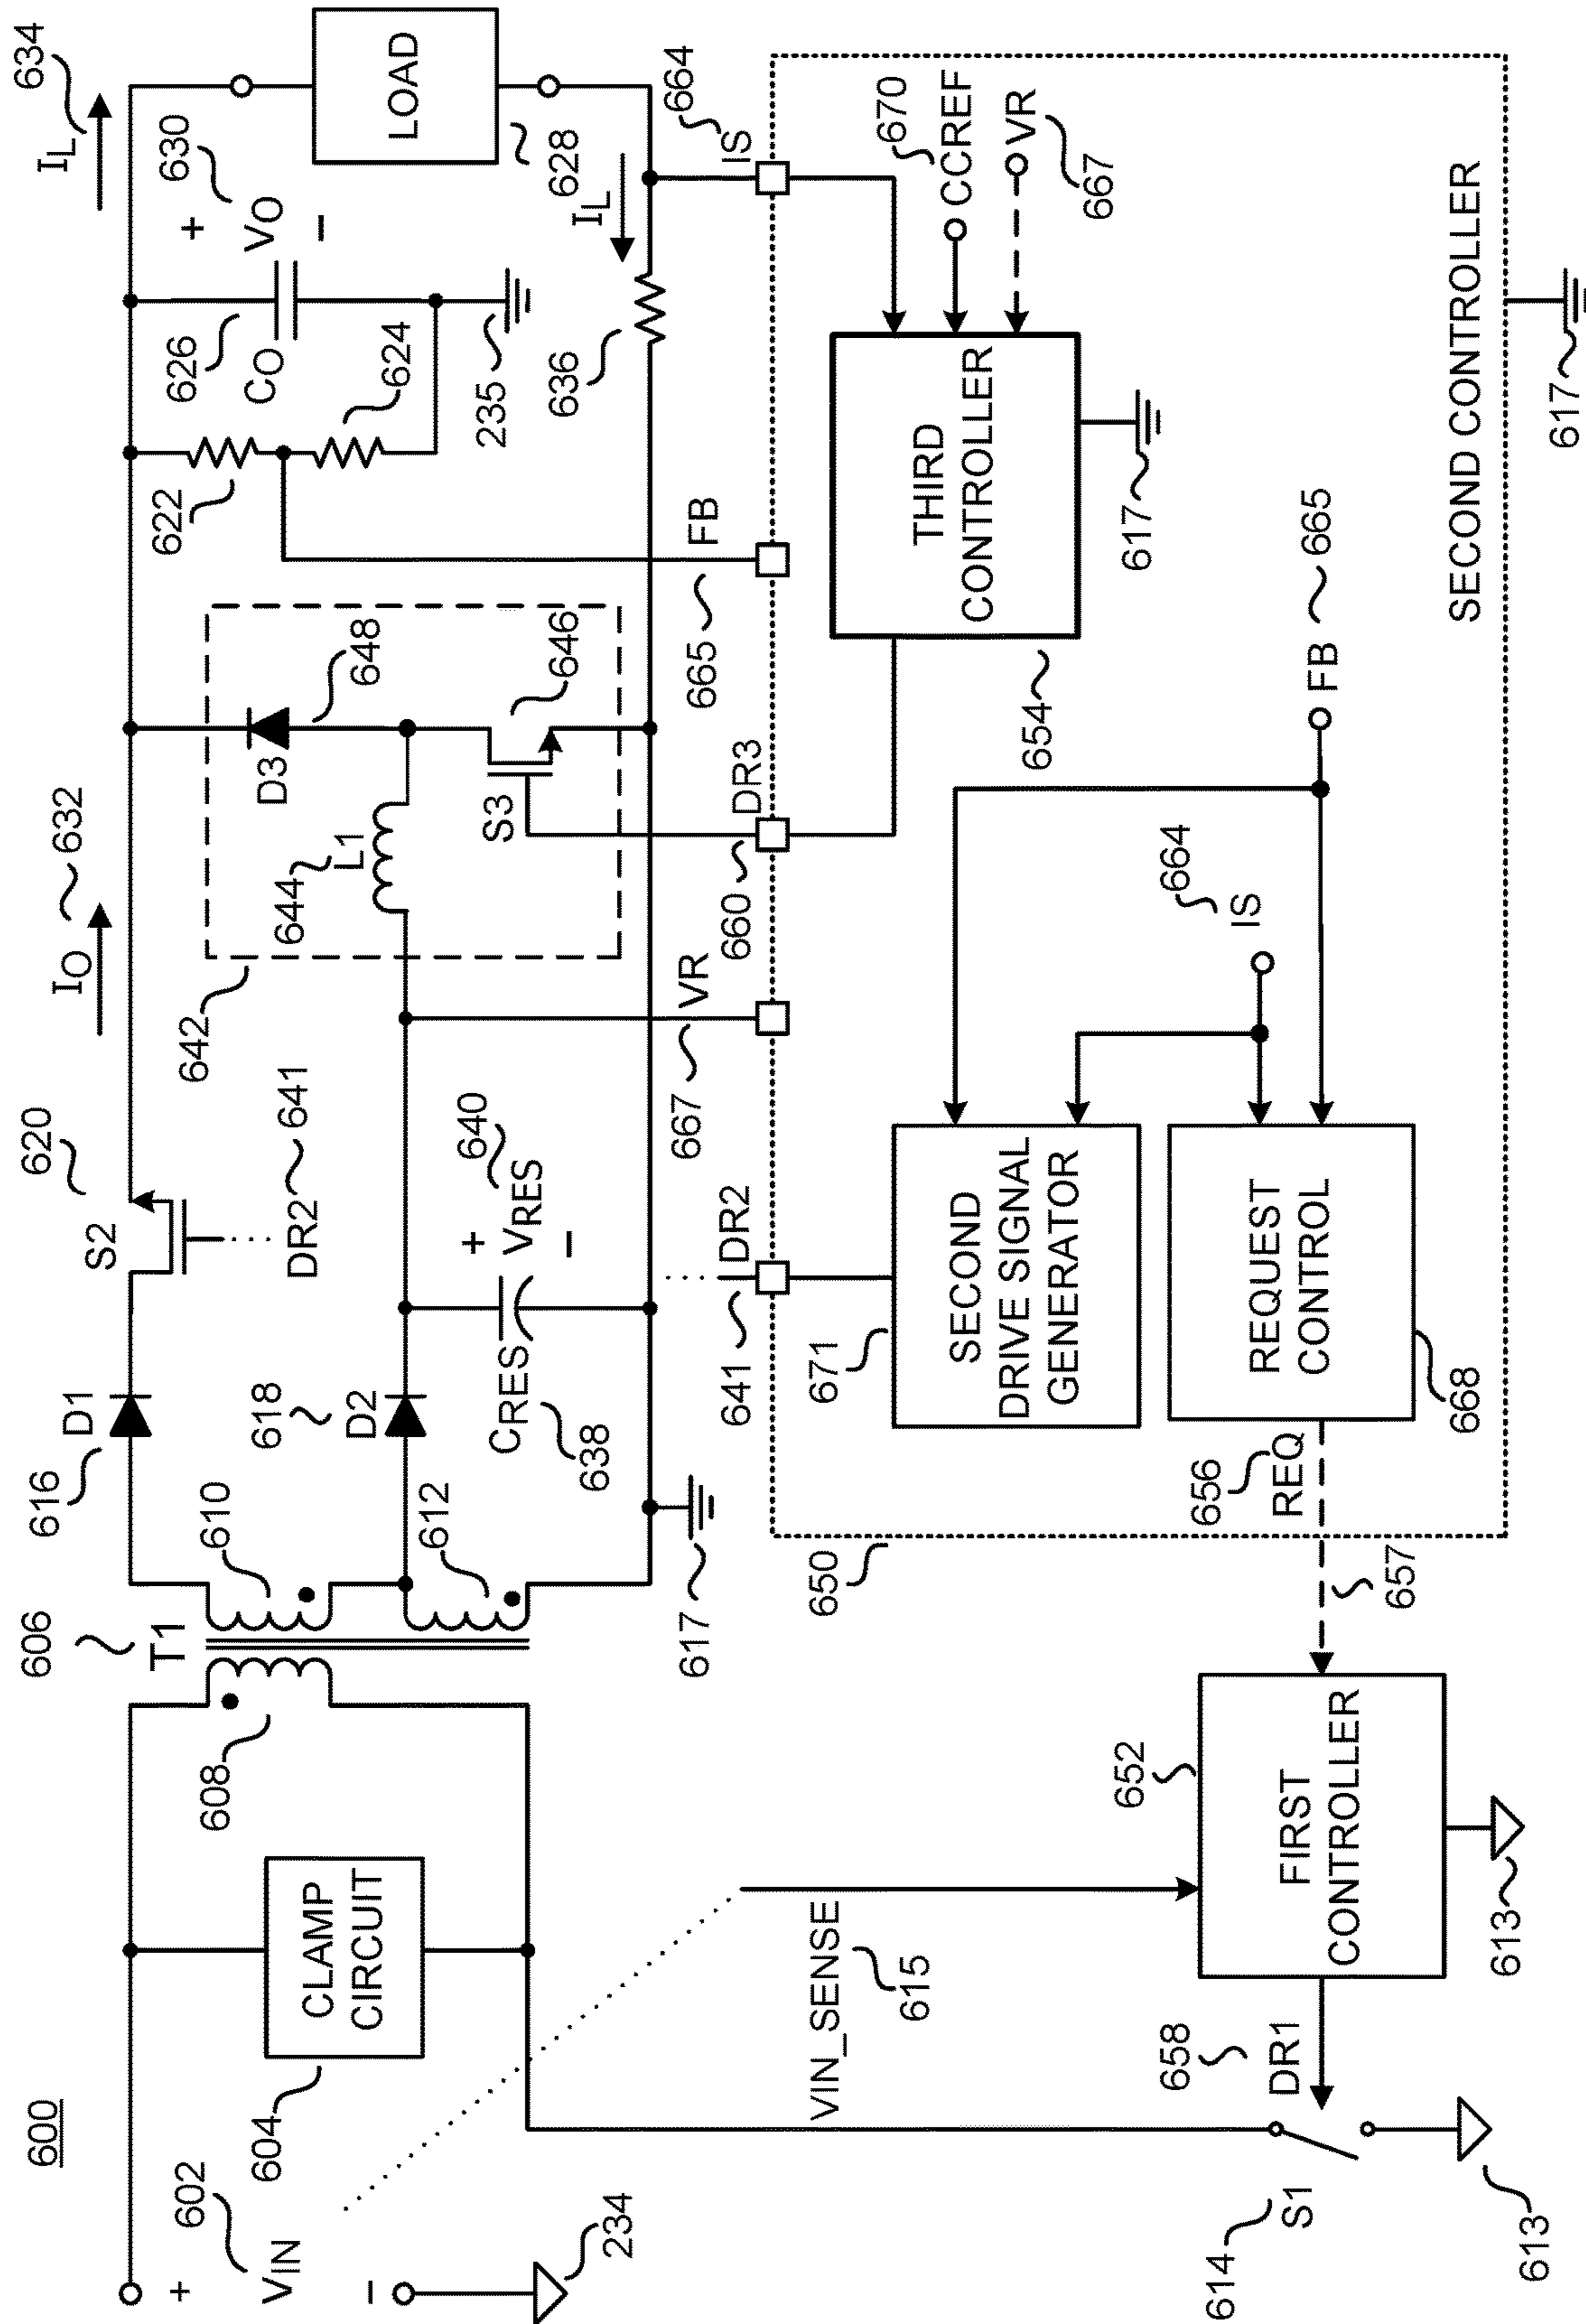 600
602
VIN
+
−
234
604
CLAMP
CIRCUIT
606
T1
608
610
612
616
D1
618
D2
617
CRES
638
+
VRES
−
640
620
S2
DR2
641
IO
632
642
644
L1
D3
648
S3
646
622
624
626
CO
+
VO
−
630
235
IL
634
LOAD
628
IL
636
664
IS
665
FB
660
DR3
667
VR
641
DR2
VIN_SENSE
615
614
S1
613
658
DR1
652
FIRST
CONTROLLER
613
657
656
REQ
650
671
SECOND
DRIVE SIGNAL
GENERATOR
REQUEST
CONTROL
668
664
IS
FB
665
654
THIRD
CONTROLLER
617
670
CCREF
VR
667
SECOND CONTROLLER
617